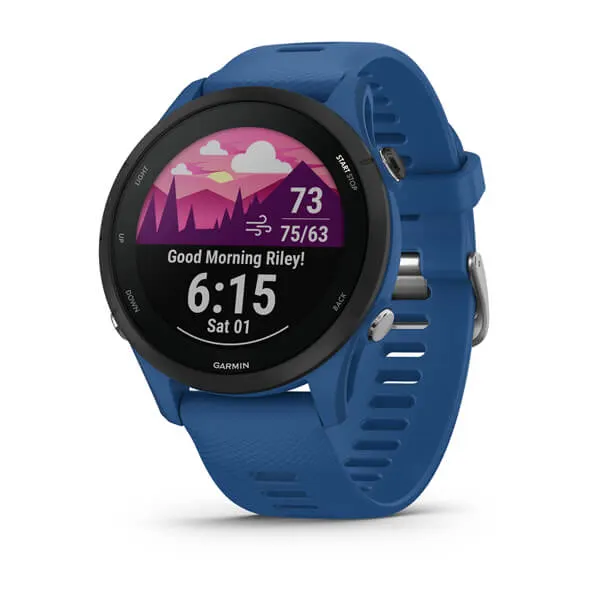 LIGHT
START STOP
UP
DOWN
BACK
73
75/63
Good Morning Riley!
6:15
Sat 01
GARMIN